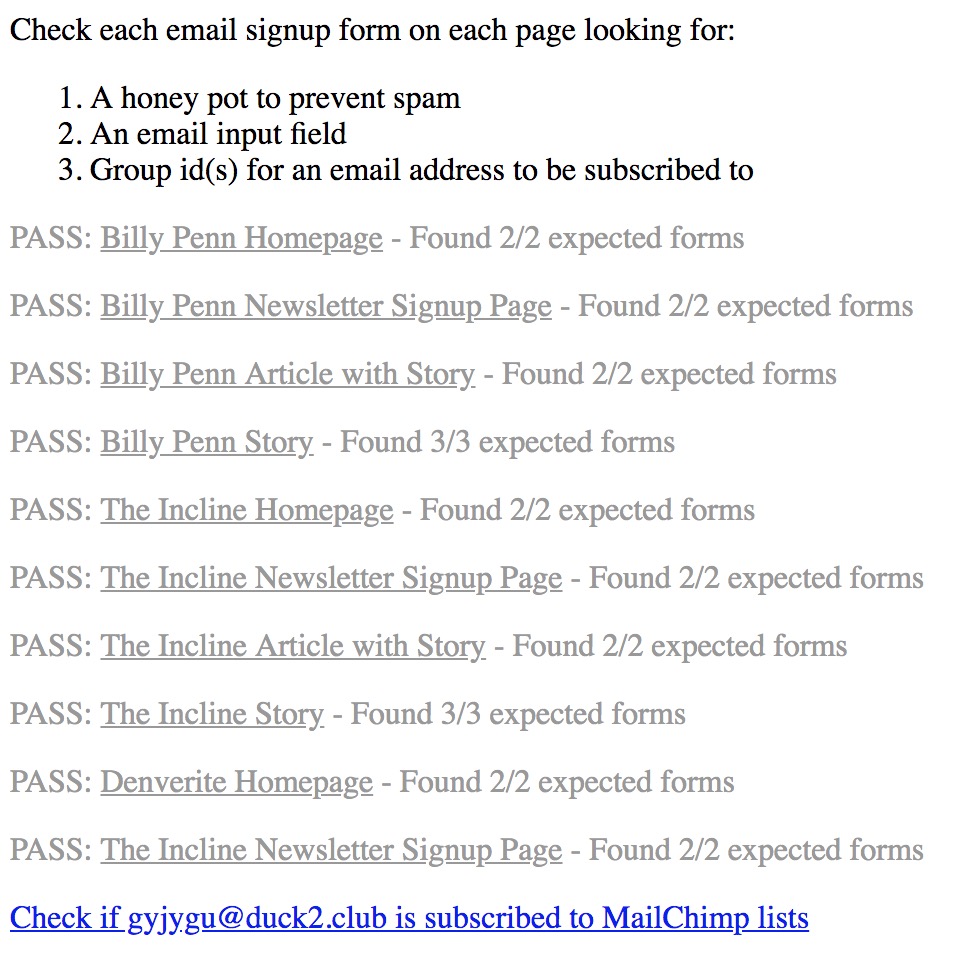 Check each email signup form on each page looking for:
1. A honey pot to prevent spam
2. An email input field
3. Group id(s) for an email address to be subscribed to
PASS: Billy Penn Homepage - Found 2/2 expected forms
PASS: Billy Penn Newsletter Signup Page - Found 2/2 expected forms
PASS: Billy Penn Article with Story - Found 2/2 expected forms
PASS: Billy Penn Story - Found 3/3 expected forms
PASS: The Incline Homepage - Found 2/2 expected forms
PASS: The Incline Newsletter Signup Page - Found 2/2 expected forms
PASS: The Incline Article with Story - Found 2/2 expected forms
PASS: The Incline Story - Found 3/3 expected forms
PASS: Denverite Homepage - Found 2/2 expected forms
PASS: The Incline Newsletter Signup Page - Found 2/2 expected forms
Check if gyjygu@duck2.club is subscribed to MailChimp lists